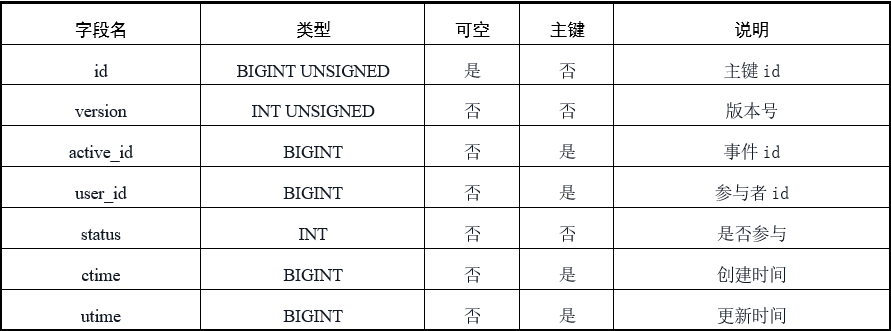 字段名 类型 可空 主键 说明
id BIGINT UNSIGNED 是 否 主键 id
version INT UNSIGNED 否 否 版本号
active_id BIGINT 否 是 事件 id
user_id BIGINT 否 是 参与者 id
status INT 否 否 是否参与
ctime BIGINT 否 是 创建时间
utime BIGINT 否 是 更新时间